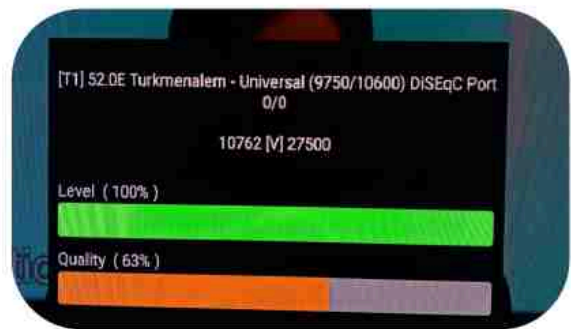 [T1] 52.0E Turkmenalem - Universal (9750/10600) DiSEqC Port
0/0
10762 [V] 27500
Level ( 100% )
Quality ( 63% )